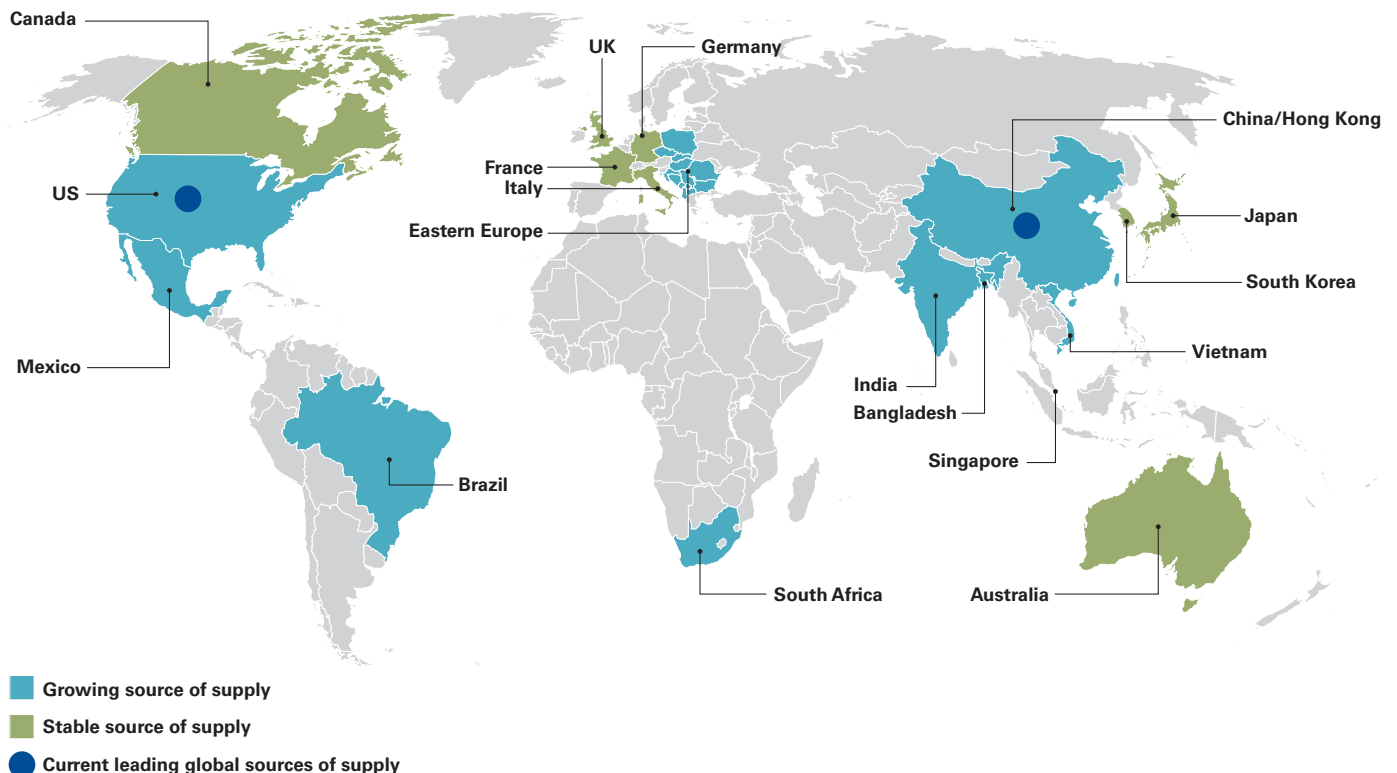 Canada
UK
Germany
China/Hong Kong
France
US
Italy
Japan
Eastern Europe
South Korea
Vietnam
Mexico
India
Bangladesh
Singapore
Brazil
South Africa
Australia
Growing source of supply
Stable source of supply
Current leading global sources of supply